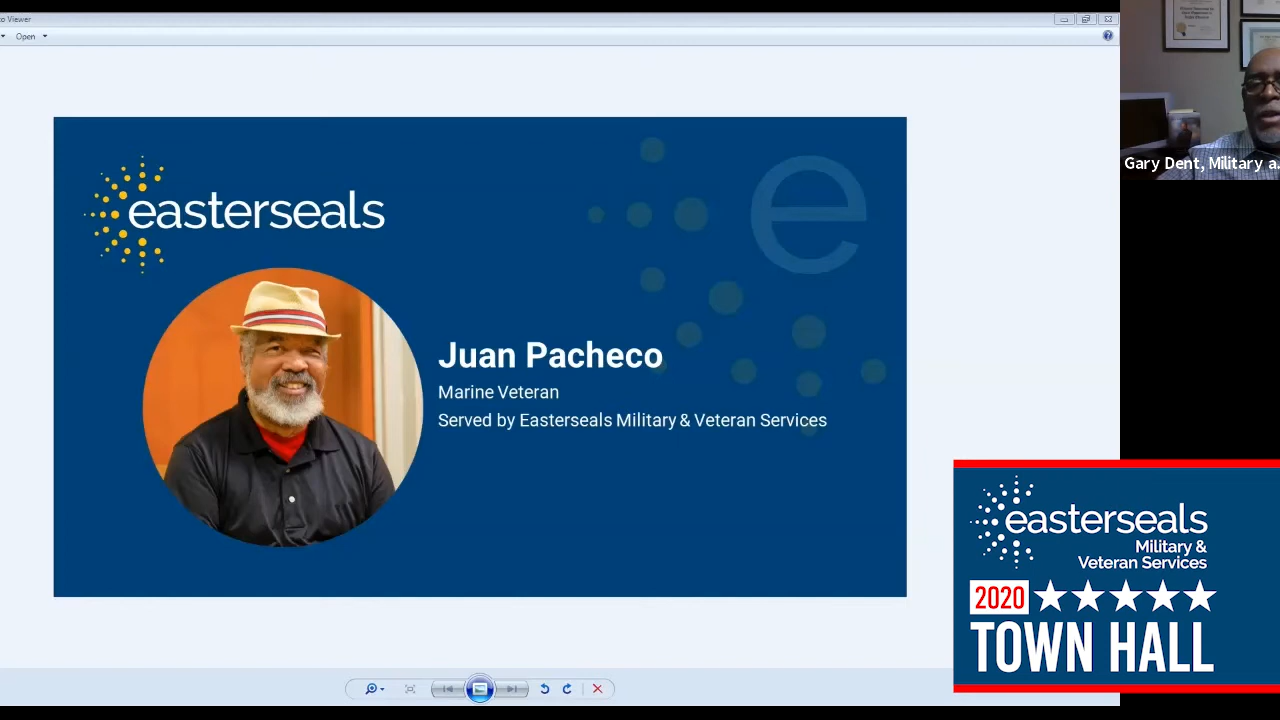 to Viewer
Open
Gary Dent, Military a...
easterseals
e
Juan Pacheco
Marine Veteran
Served by Easterseals Military & Veteran Services
easterseals
Military &
Veteran Services
2020
TOWN HALL